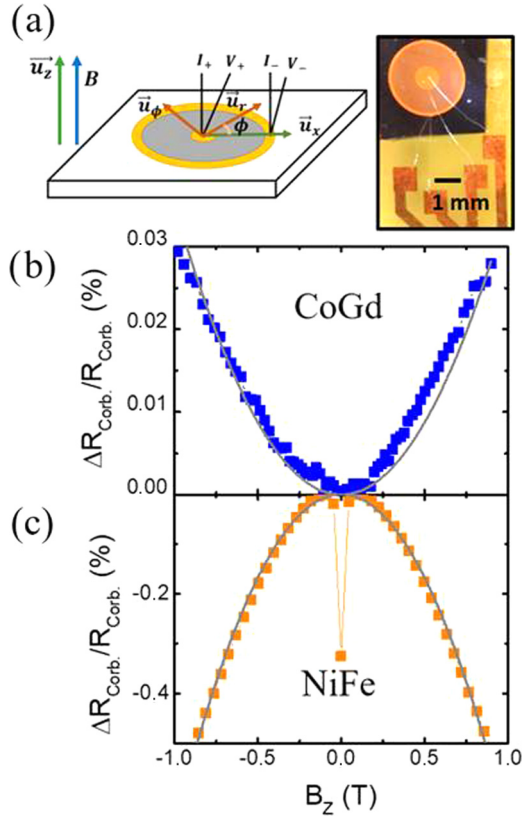 (a)
u_z B I_+ V_+ I_- V_-
u_ϕ u_r ϕ u_x
1 mm
(b)
ΔR_Corb./R_Corb. (%)
0.03
0.02
0.01
0.00
CoGd
(c)
ΔR_Corb./R_Corb. (%)
-0.2
-0.4
NiFe
-1.0 -0.5 0.0 0.5 1.0
B_Z (T)